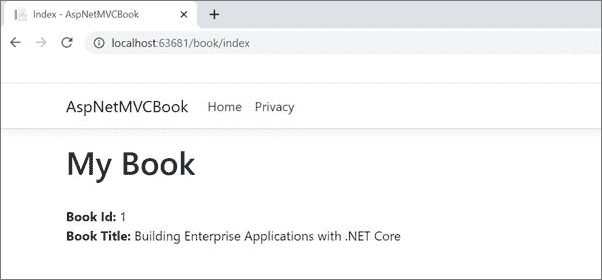 Index - AspNetMVCBook
localhost:63681/book/index
AspNetMVCBook Home Privacy
My Book
Book Id: 1
Book Title: Building Enterprise Applications with .NET Core